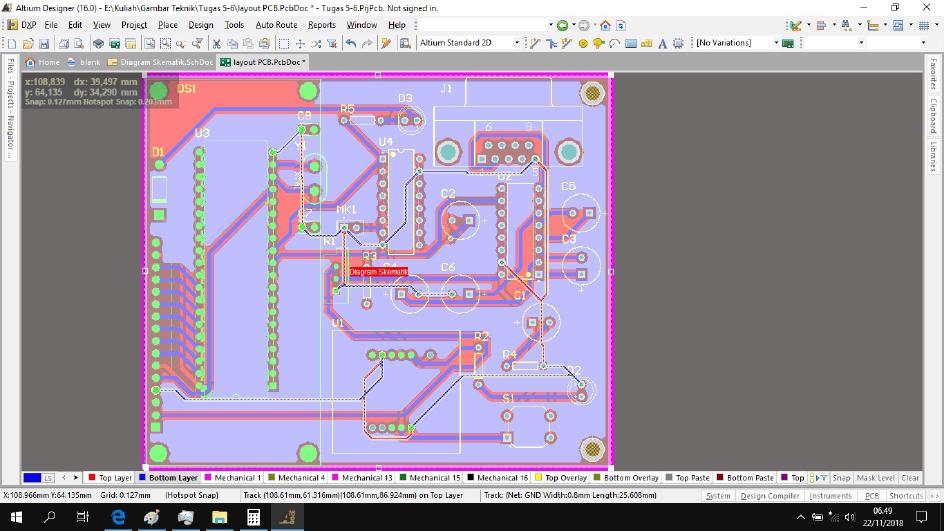 Altium Designer (16.0) - E:\Kuliah\Gambar Teknik\Tugas 5-6\layout PCB.PcbDoc * - Tugas 5-6.PrjPcb. Not signed in.
DXP File Edit View Project Place Design Tools Auto Route Reports Window Help
Altium Standard 2D [No Variations]
Home blank Diagram Skematik.SchDoc layout PCB.PcbDoc *
Files Projects Navigator
Favorites Clipboard Libraries
x:108,839 dx: 39,497 mm
y: 64,135 dy: 34,290 mm
Snap: 0.127mm Hotspot Snap: 0.203mm
DS1
J1
D3
C8
R5
U3
U4
6 9
D1
5
U2
C5
C2
MK1
R1
C3
R3
Diagram Skematik
C6
C1
U1
R2
R4
S1
LS Top Layer Bottom Layer Mechanical 1 Mechanical 4 Mechanical 13 Mechanical 15 Mechanical 16 Top Overlay Bottom Overlay Top Paste Bottom Paste Top Snap Mask Level Clear
X:108.966mm Y:64.135mm Grid: 0.127mm (Hotspot Snap) Track (108.61mm,61.316mm)(108.61mm,86.924mm) on Top Layer Track: (Net: GND Width:0.8mm Length:25.608mm) System Design Compiler Instruments PCB Shortcuts >>
06.49
22/11/2018